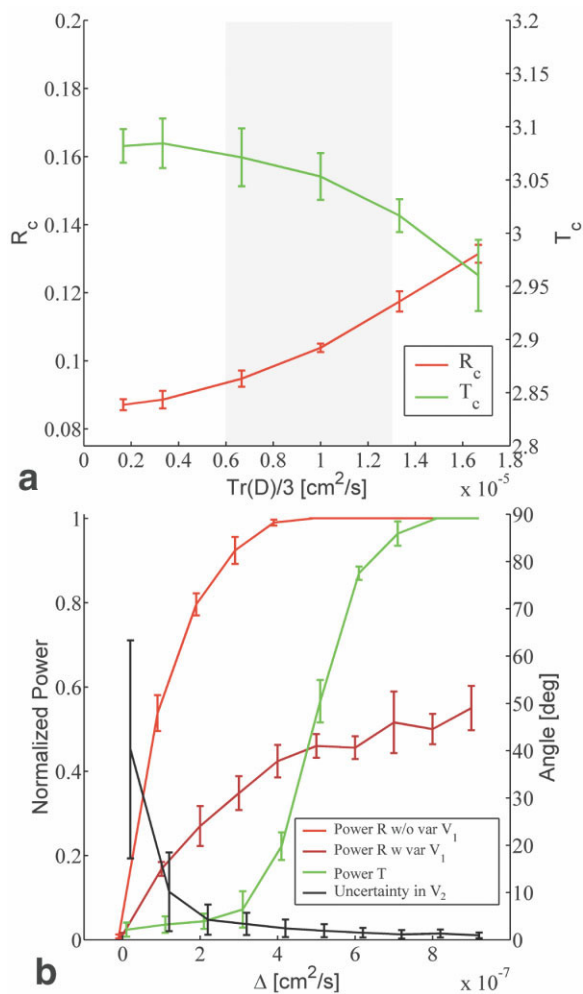 0.2
0.18
0.16
0.14
0.12
0.1
0.08
R_c
3.2
3.1
3.05
3
2.95
2.9
2.85
2.8
T_c
R_c
T_c
0 0.2 0.4 0.6 0.8 1 1.2 1.4 1.6 1.8
Tr(D)/3 [cm²/s]
x 10⁻⁵
a
1
0.8
0.6
0.4
0.2
0
Normalized Power
90
80
70
60
50
40
30
20
10
0
Angle [deg]
Power R w/o var V_1
Power R w var V_1
Power T
Uncertainty in V_2
0 2 4 6 8
Δ [cm²/s]
x 10⁻⁷
b